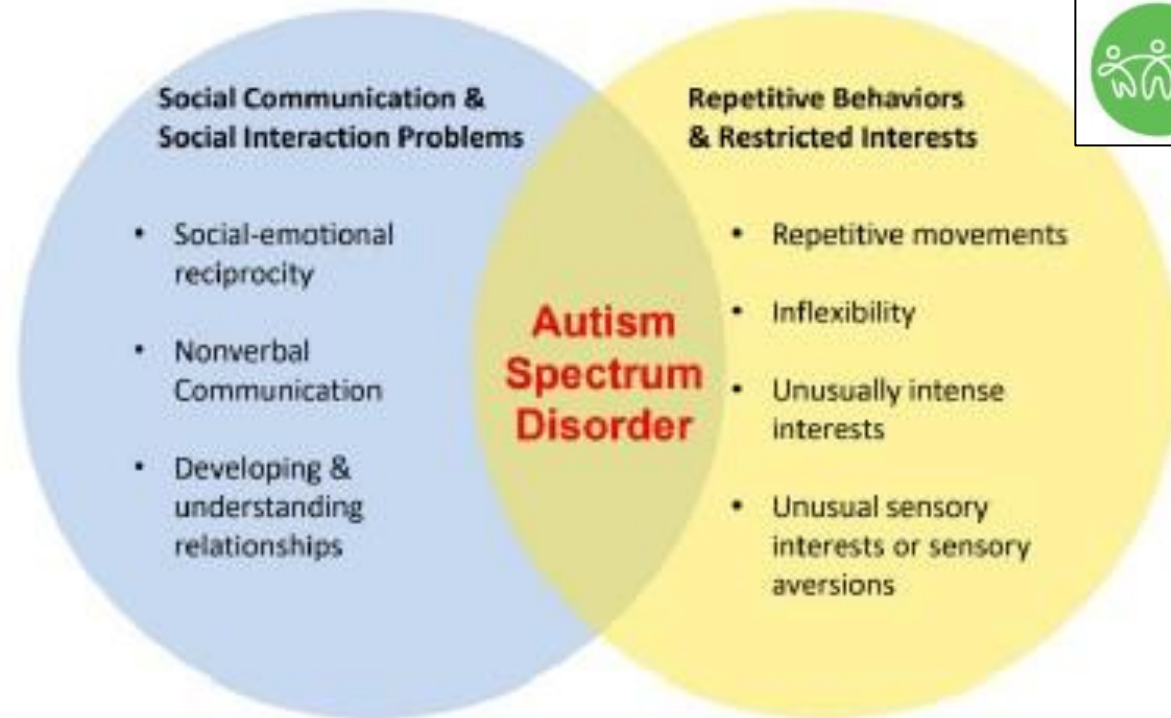 Social Communication &
Social Interaction Problems
• Social-emotional
reciprocity
• Nonverbal
Communication
• Developing &
understanding
relationships
Autism
Spectrum
Disorder
Repetitive Behaviors
& Restricted Interests
• Repetitive movements
• Inflexibility
• Unusually intense
interests
• Unusual sensory
interests or sensory
aversions